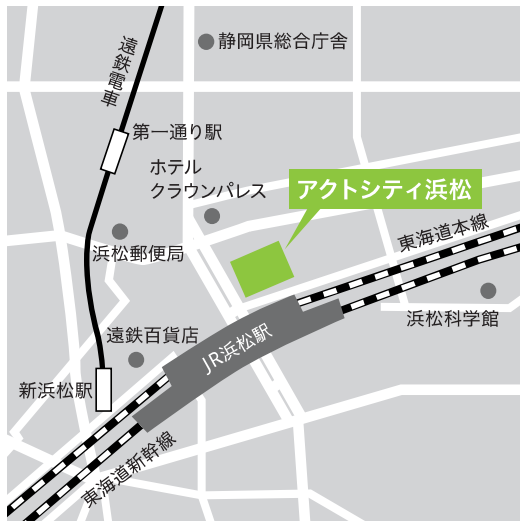 静岡県総合庁舎
遠鉄電車
第一通り駅
ホテル
クラウンパレス
アクトシティ浜松
浜松郵便局
東海道本線
浜松科学館
遠鉄百貨店
JR浜松駅
新浜松駅
東海道新幹線